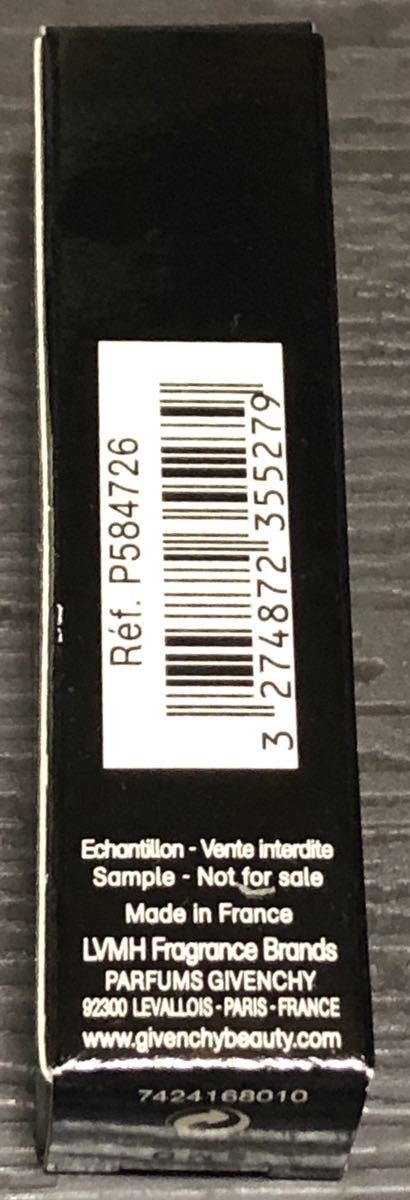 Réf. P584726
3 274872 355279
Echantillon - Vente interdite
Sample - Not for sale
Made in France
LVMH Fragrance Brands
PARFUMS GIVENCHY
92300 LEVALLOIS - PARIS - FRANCE
www.givenchybeauty.com
7424168010